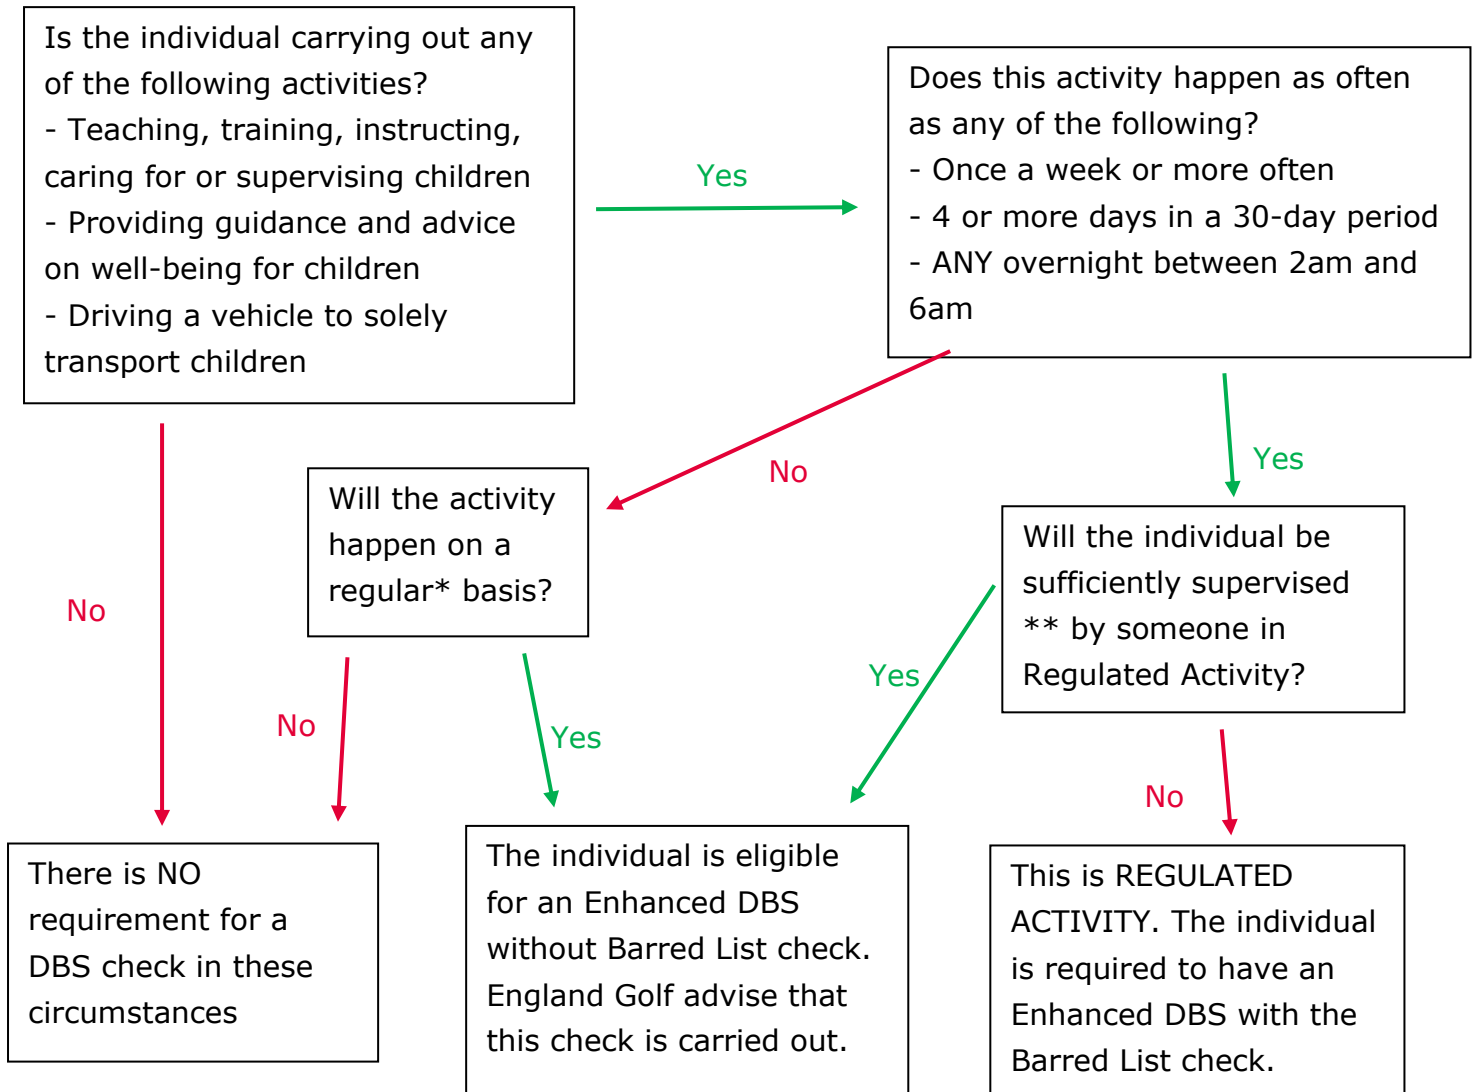 Is the individual carrying out any
of the following activities?
- Teaching, training, instructing,
caring for or supervising children
- Providing guidance and advice
on well-being for children
- Driving a vehicle to solely
transport children
Yes
Does this activity happen as often
as any of the following?
- Once a week or more often
- 4 or more days in a 30-day period
- ANY overnight between 2am and
6am
No
No
Yes
Will the activity
happen on a
regular* basis?
Will the individual be
sufficiently supervised
** by someone in
Regulated Activity?
No
Yes
Yes
No
There is NO
requirement for a
DBS check in these
circumstances
The individual is eligible
for an Enhanced DBS
without Barred List check.
England Golf advise that
this check is carried out.
This is REGULATED
ACTIVITY. The individual
is required to have an
Enhanced DBS with the
Barred List check.